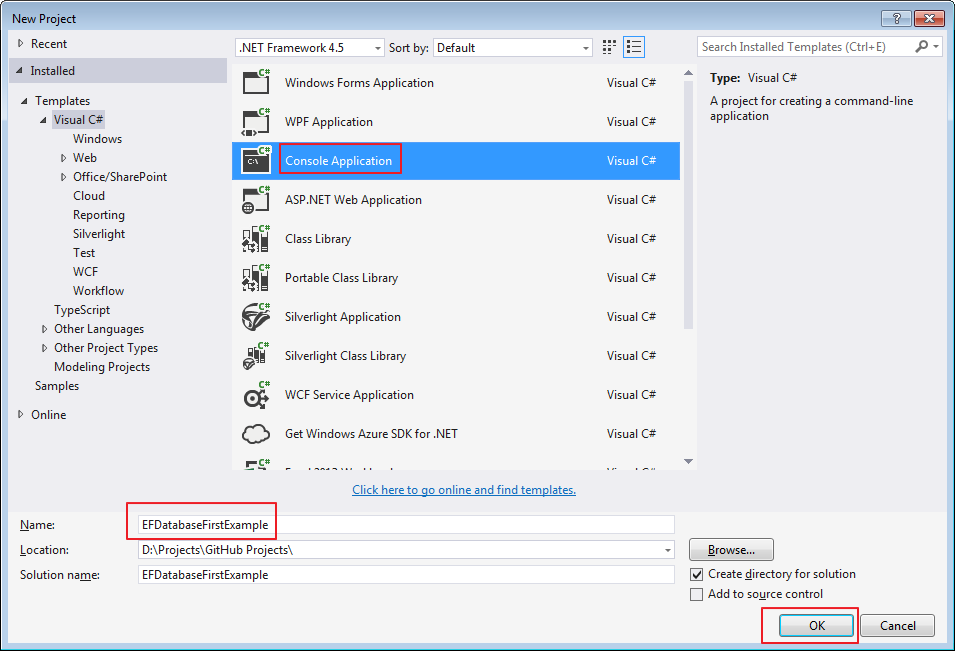 New Project
?
Recent
Installed
Templates
Visual C#
Windows
Web
Office/SharePoint
Cloud
Reporting
Silverlight
Test
WCF
Workflow
TypeScript
Other Languages
Other Project Types
Modeling Projects
Samples
Online
.NET Framework 4.5 Sort by: Default
C# Windows Forms Application Visual C#
C# WPF Application Visual C#
C# C:\ Console Application Visual C#
C# ASP.NET Web Application Visual C#
C# Class Library Visual C#
C# Portable Class Library Visual C#
C# Silverlight Application Visual C#
C# Silverlight Class Library Visual C#
C# WCF Service Application Visual C#
Get Windows Azure SDK for .NET Visual C#
C#
Click here to go online and find templates.
Search Installed Templates (Ctrl+E)
Type: Visual C#
A project for creating a command-line
application
Name: EFDatabaseFirstExample
Location: D:\Projects\GitHub Projects\ Browse...
Solution name: EFDatabaseFirstExample Create directory for solution
Add to source control
OK Cancel